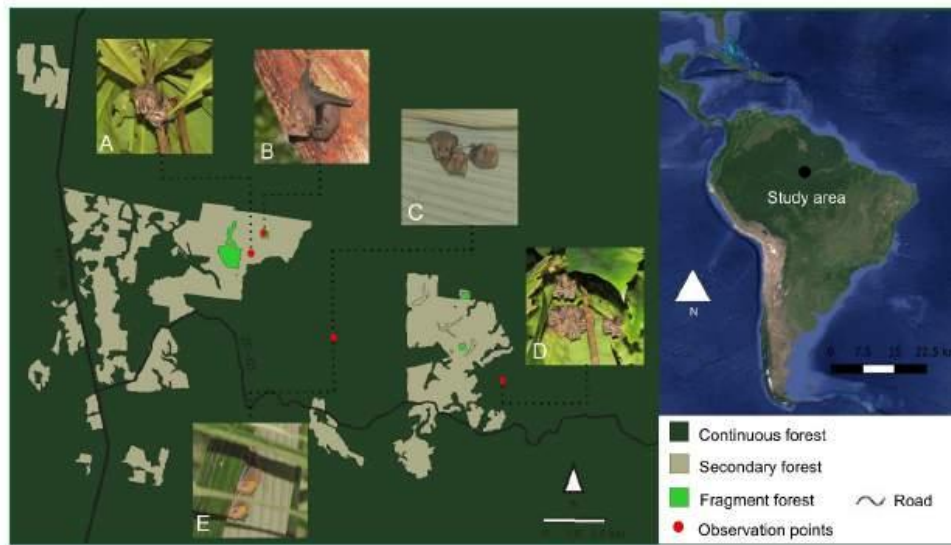 A
B
C
D
E
Study area
N
0 7.5 15 22.5
Continuous forest
Secondary forest
Fragment forest
Road
Observation points